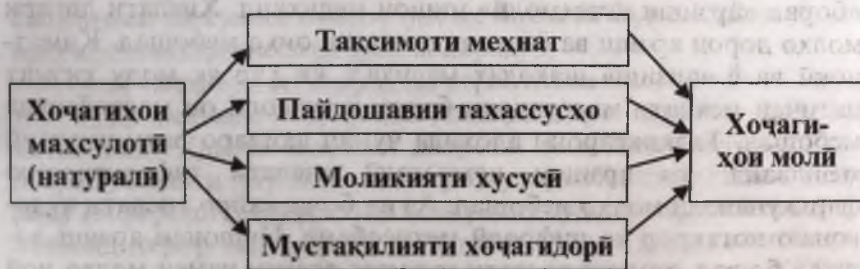 Тақсимоти меҳнат
Пайдошавии тахассусҳо
Моликияти хусусӣ
Мустақилияти хоҷагидорӣ
Хоҷагиҳои
маҳсулотӣ
(натуралӣ)
Хоҷаги-
ҳои молӣ